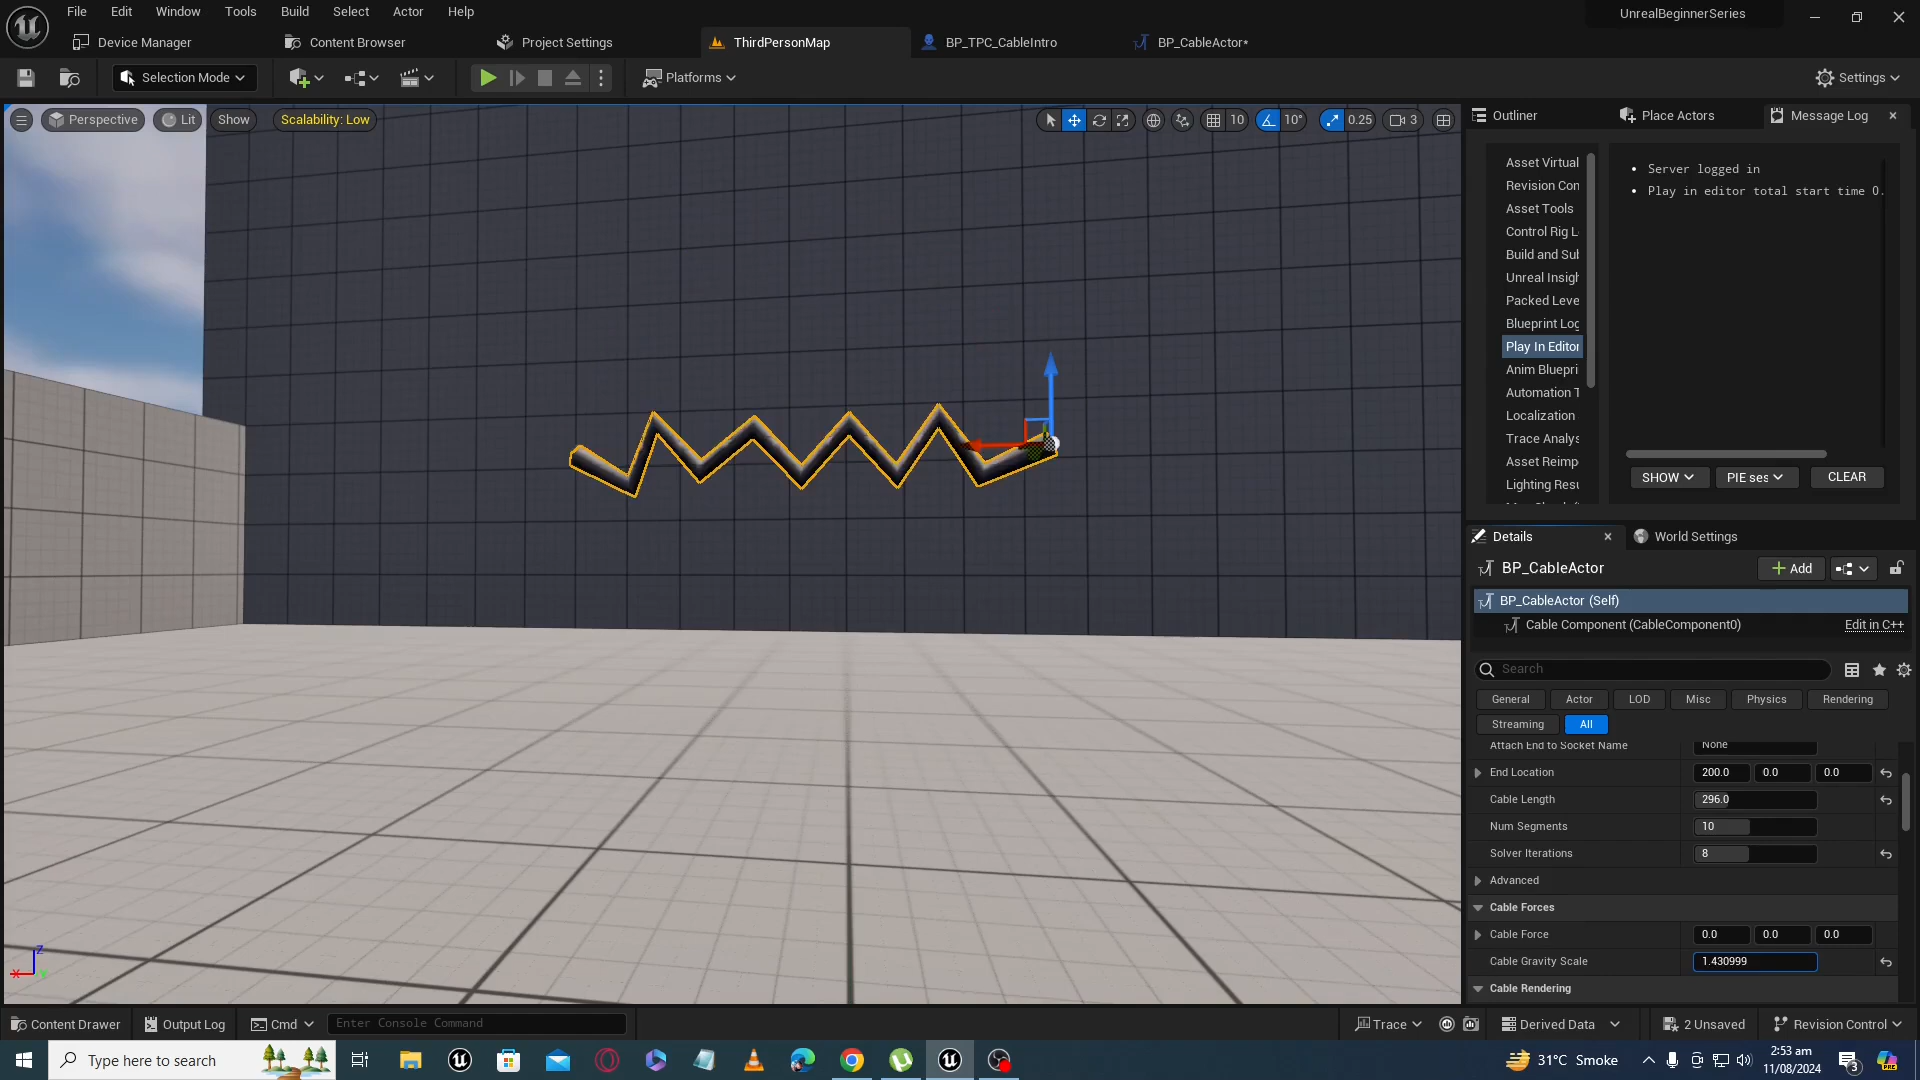 File Edit Window Tools Build Select Actor Help
UnrealBeginnerSeries
Device Manager
Content Browser
Project Settings
ThirdPersonMap
BP_TPC_CableIntro
BP_CableActor*
Selection Mode
Platforms
Settings
Perspective
Lit
Show
Scalability: Low
10
10°
0.25
3
Outliner
Place Actors
Message Log
Asset Virtual
Revision Con
Asset Tools
Control Rig L
Build and Sub
Unreal Insigh
Packed Leve
Blueprint Log
Play In Editor
Anim Bluepri
Automation T
Localization
Trace Analys
Asset Reimp
Lighting Resu
Server logged in
Play in editor total start time 0.
SHOW
PIE ses
CLEAR
Details
World Settings
BP_CableActor
Add
BP_CableActor (Self)
Cable Component (CableComponent0)
Edit in C++
Search
General
Actor
LOD
Misc
Physics
Rendering
Streaming
All
Attach End to Socket Name
None
End Location
200.0
0.0
0.0
Cable Length
296.0
Num Segments
10
Solver Iterations
8
Advanced
Cable Forces
Cable Force
0.0
0.0
0.0
Cable Gravity Scale
1.430999
Cable Rendering
Z
X
Y
Content Drawer
Output Log
Cmd
Enter Console Command
Trace
Derived Data
2 Unsaved
Revision Control
Type here to search
31°C Smoke
2:53 am
11/08/2024
3
PRE